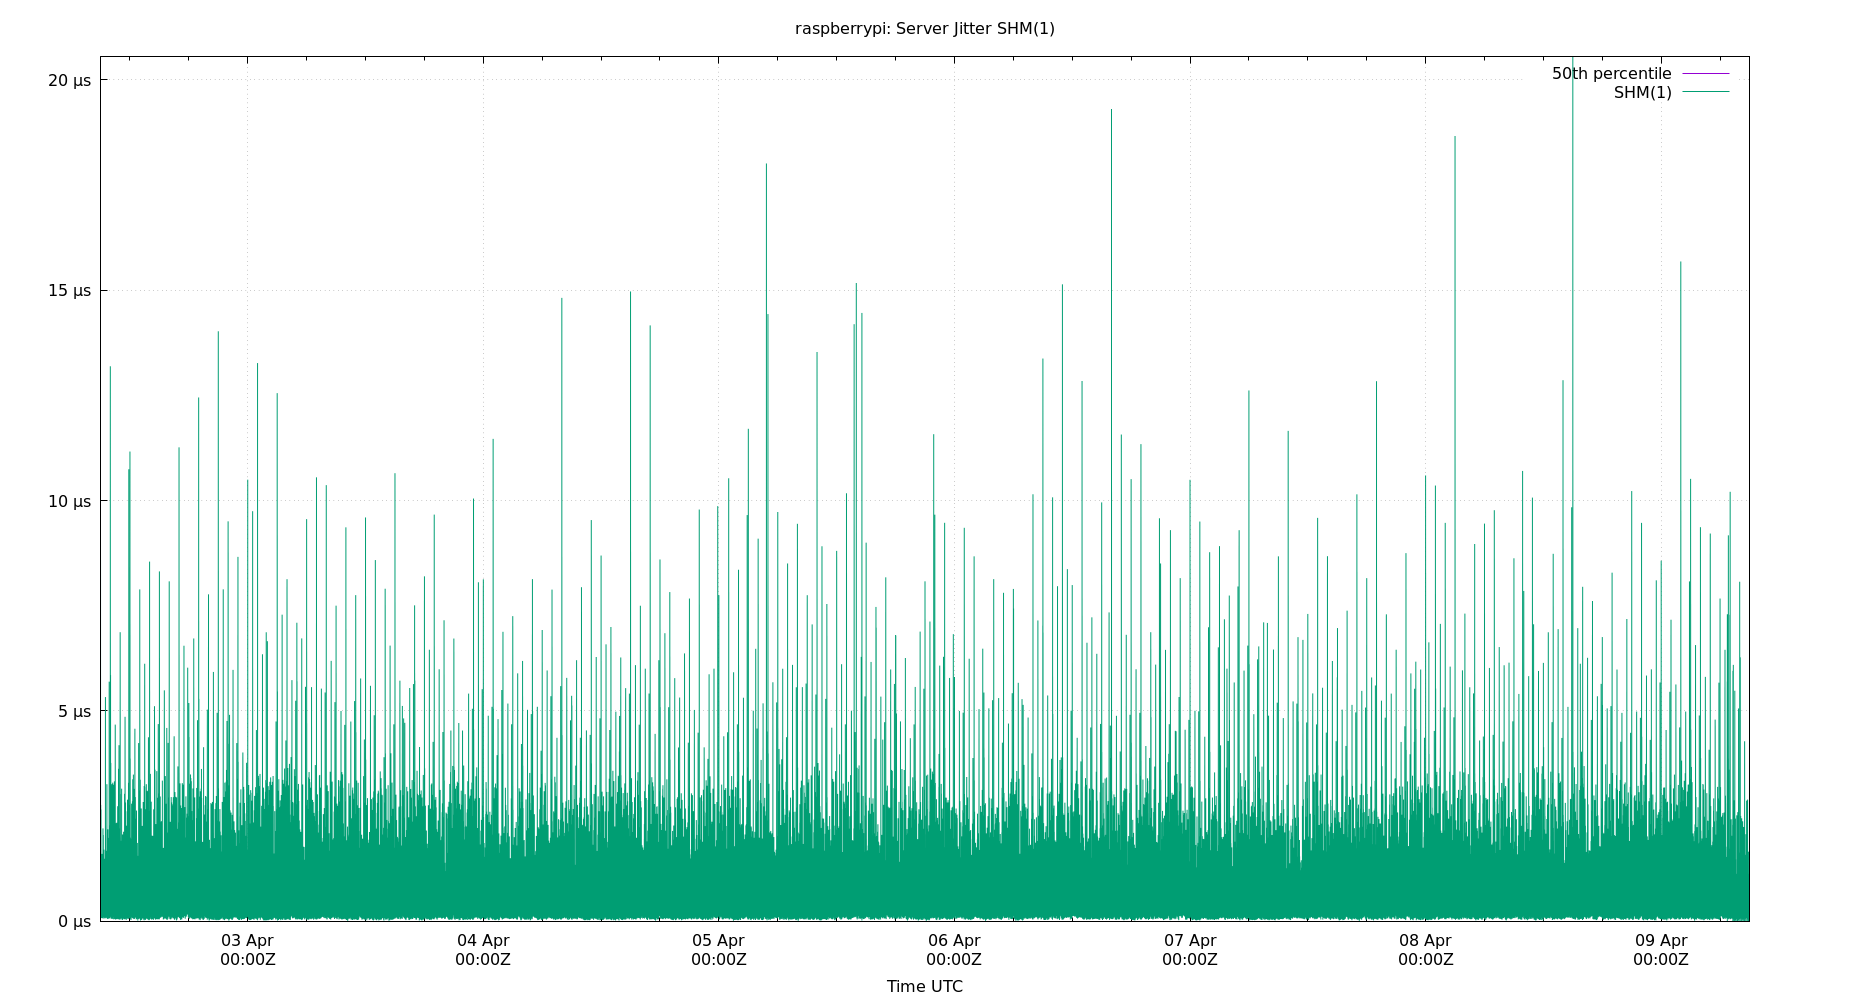 raspberrypi: Server Jitter SHM(1)
50th percentile
SHM(1)
20 μs
15 μs
10 μs
5 μs
0 μs
03 Apr
00:00Z
04 Apr
00:00Z
05 Apr
00:00Z
06 Apr
00:00Z
07 Apr
00:00Z
08 Apr
00:00Z
09 Apr
00:00Z
Time UTC